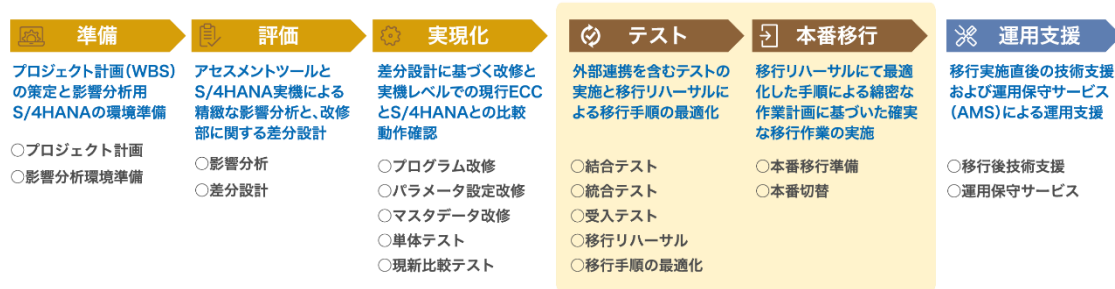 準備
プロジェクト計画（WBS）
の策定と影響分析用
S/4HANAの環境準備
○プロジェクト計画
○影響分析環境準備
評価
アセスメントツールと
S/4HANA実機による
精緻な影響分析と、改修
部に関する差分設計
○影響分析
○差分設計
実現化
差分設計に基づく改修と
実機レベルでの現行ECC
とS/4HANAとの比較
動作確認
○プログラム改修
○パラメータ設定改修
○マスタデータ改修
○単体テスト
○現新比較テスト
テスト
外部連携を含むテストの
実施と移行リハーサルに
よる移行手順の最適化
○結合テスト
○統合テスト
○受入テスト
○移行リハーサル
○移行手順の最適化
本番移行
移行リハーサルにて最適
化した手順による綿密な
作業計画に基づいた確実
な移行作業の実施
○本番移行準備
○本番切替
運用支援
移行実施直後の技術支援
および運用保守サービス
（AMS）による運用支援
○移行後技術支援
○運用保守サービス